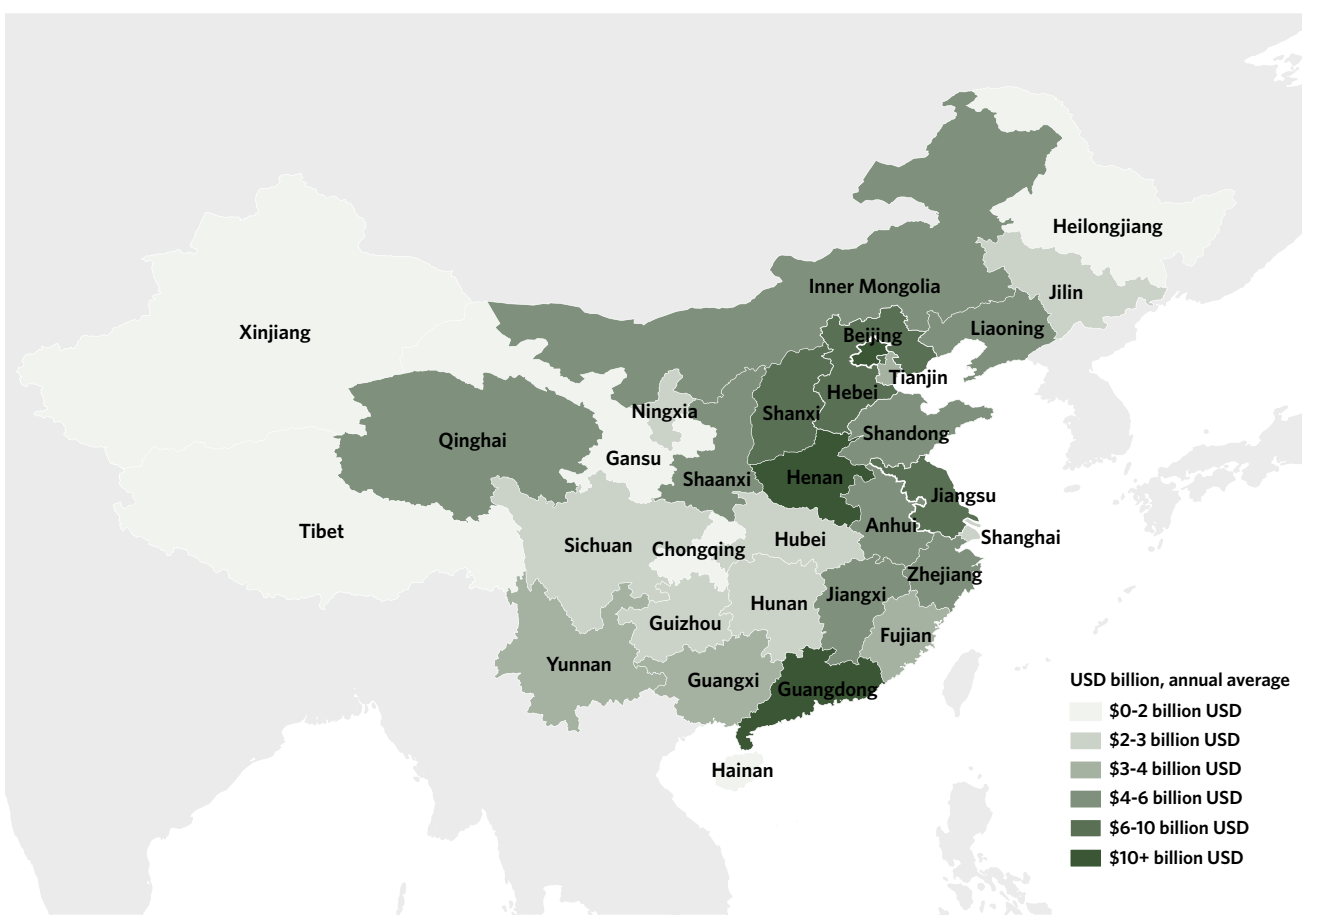 Heilongjiang
Inner Mongolia
Jilin
Xinjiang
Liaoning
Beijing
Tianjin
Hebei
Ningxia
Shanxi
Qinghai
Shandong
Gansu
Shaanxi
Henan
Jiangsu
Anhui
Tibet
Shanghai
Sichuan
Chongqing
Hubei
Zhejiang
Jiangxi
Hunan
Guizhou
Fujian
Yunnan
Guangxi
Guangdong
Hainan
USD billion, annual average
$0-2 billion USD
$2-3 billion USD
$3-4 billion USD
$4-6 billion USD
$6-10 billion USD
$10+ billion USD